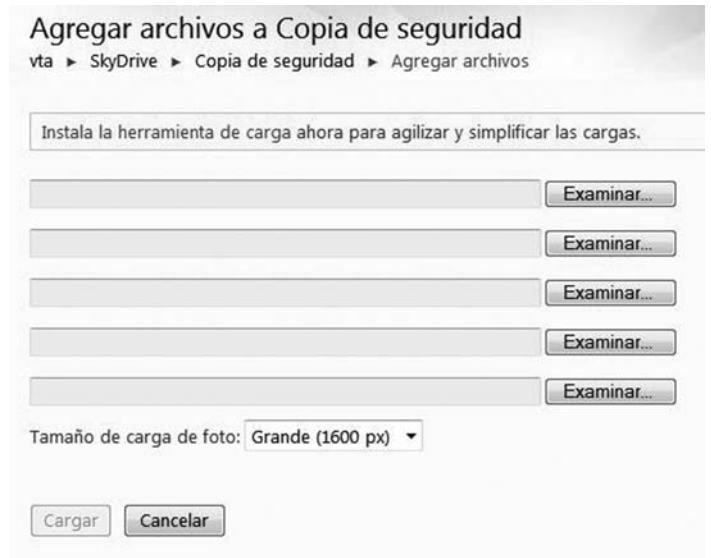 Agregar archivos a Copia de seguridad
vta ► SkyDrive ► Copia de seguridad ► Agregar archivos
Instala la herramienta de carga ahora para agilizar y simplificar las cargas.
Examinar...
Examinar...
Examinar...
Examinar...
Examinar...
Tamaño de carga de foto: Grande (1600 px)
Cargar Cancelar